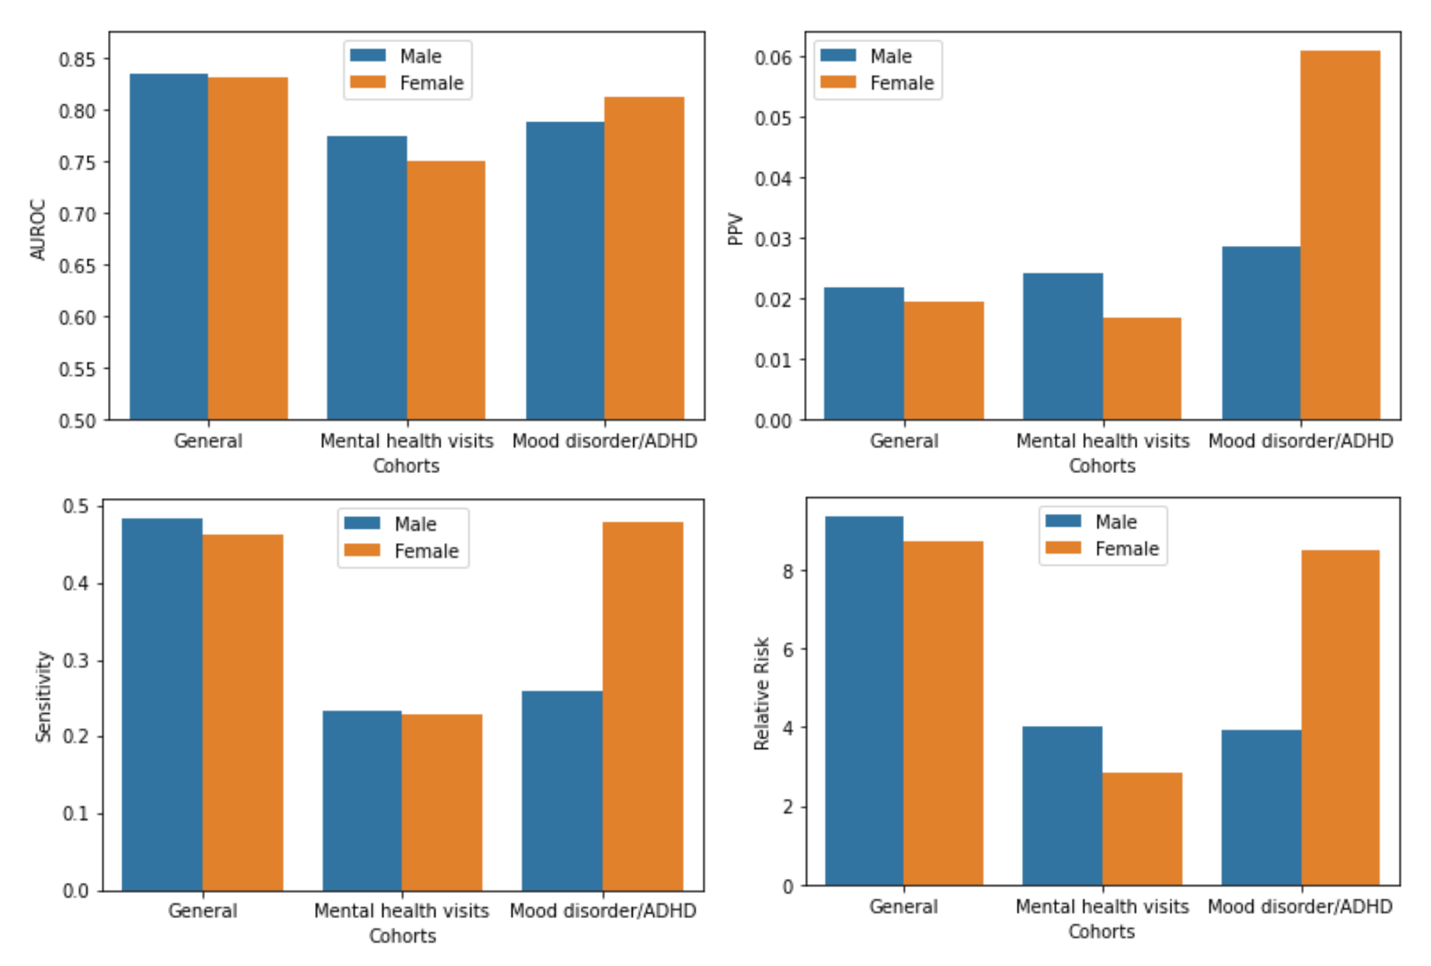 Male
Female
0.85
0.80
0.75
0.70
0.65
0.60
0.55
0.50
AUROC
General Mental health visits Mood disorder/ADHD
Cohorts
Male
Female
0.06
0.05
0.04
0.03
0.02
0.01
0.00
PPV
General Mental health visits Mood disorder/ADHD
Cohorts
Male
Female
0.5
0.4
0.3
0.2
0.1
0.0
Sensitivity
General Mental health visits Mood disorder/ADHD
Cohorts
Male
Female
8
6
4
2
0
Relative Risk
General Mental health visits Mood disorder/ADHD
Cohorts